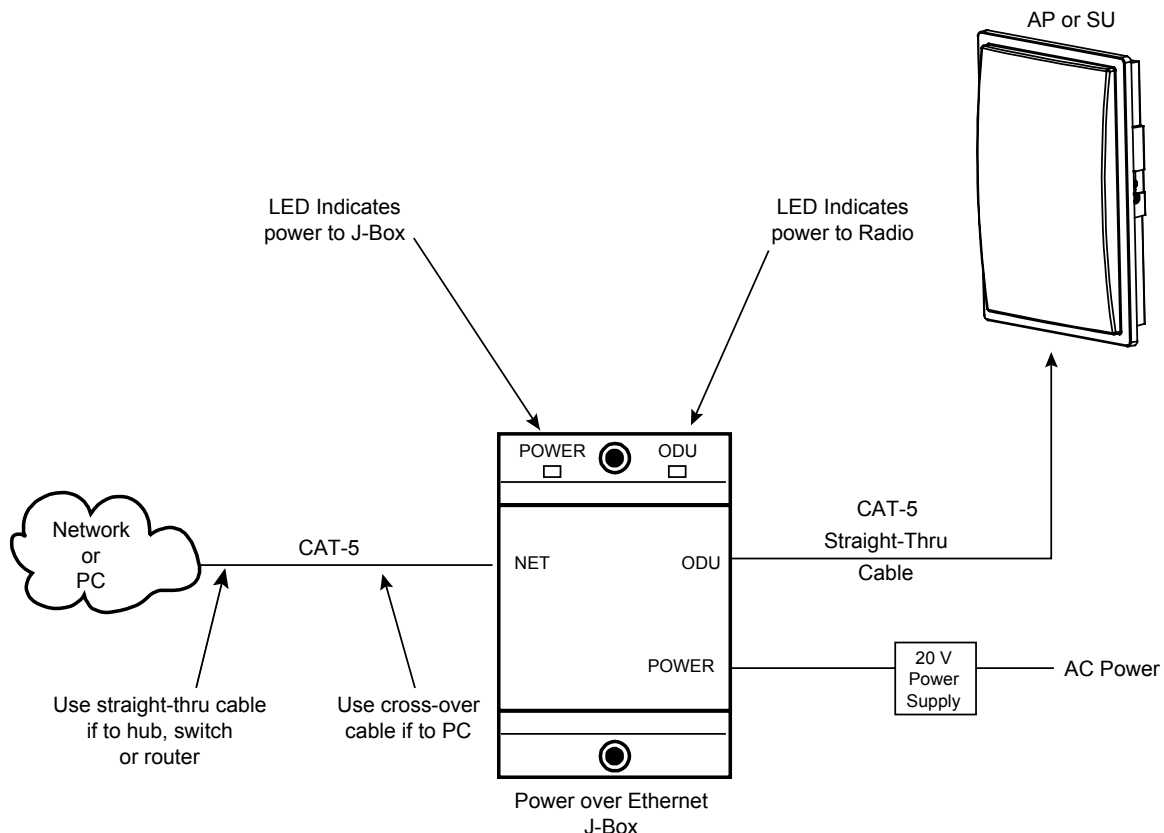 AP or SU
LED Indicates
power to J-Box
LED Indicates
power to Radio
POWER
ODU
Network
or
PC
CAT-5
NET
ODU
CAT-5
Straight-Thru
Cable
POWER
20 V
Power
Supply
AC Power
Use straight-thru cable
if to hub, switch
or router
Use cross-over
cable if to PC
Power over Ethernet
J-Box